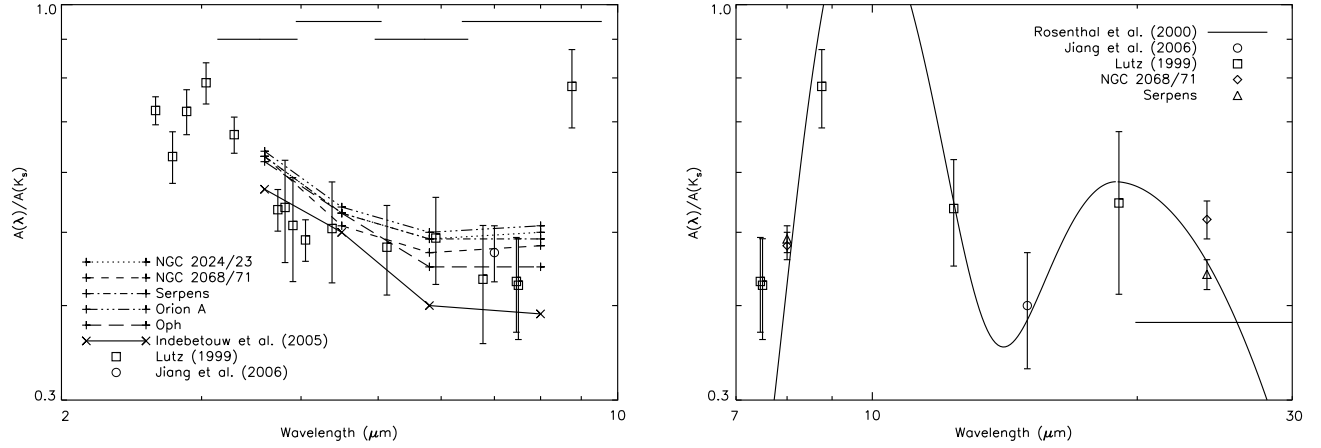 1.0
A(λ)/A(Kₛ)
NGC 2024/23
NGC 2068/71
Serpens
Orion A
Oph
Indebetouw et al. (2005)
Lutz (1999)
Jiang et al. (2006)
0.3
2
10
Wavelength (μm)
1.0
A(λ)/A(Kₛ)
Rosenthal et al. (2000)
Jiang et al. (2006)
Lutz (1999)
NGC 2068/71
Serpens
0.3
7
10
30
Wavelength (μm)